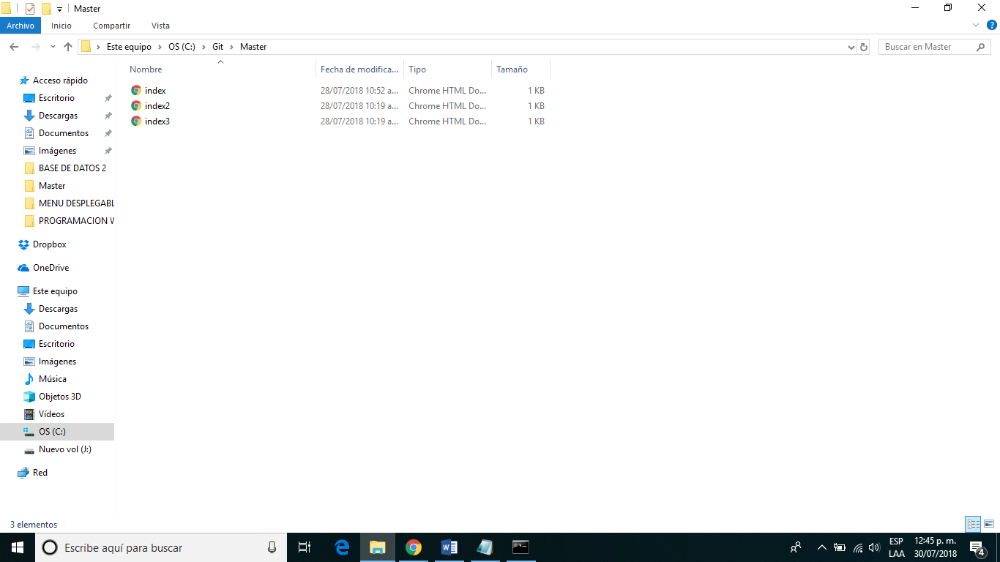 Master
Archivo Inicio Compartir Vista
Este equipo OS (C:) Git Master
Buscar en Master
Nombre Fecha de modifica... Tipo Tamaño
index 28/07/2018 10:52 a... Chrome HTML Do... 1 KB
index2 28/07/2018 10:19 a... Chrome HTML Do... 1 KB
index3 28/07/2018 10:19 a... Chrome HTML Do... 1 KB
Acceso rápido
Escritorio
Descargas
Documentos
Imágenes
BASE DE DATOS 2
Master
MENU DESPLEGABL
PROGRAMACION W
Dropbox
OneDrive
Este equipo
Descargas
Documentos
Escritorio
Imágenes
Música
Objetos 3D
Vídeos
OS (C:)
Nuevo vol (J:)
Red
3 elementos
Escribe aquí para buscar
ESP 12:45 p. m.
LAA 30/07/2018
4